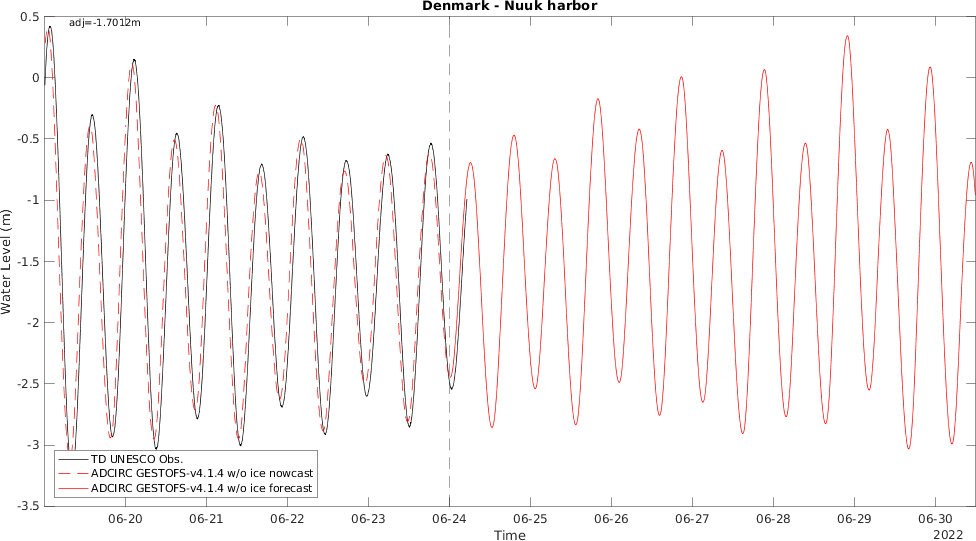 Denmark - Nuuk harbor
adj=-1.7012m
0.5
0
-0.5
-1
-1.5
-2
-2.5
-3
-3.5
Water Level (m)
TD UNESCO Obs.
ADCIRC GESTOFS-v4.1.4 w/o ice nowcast
ADCIRC GESTOFS-v4.1.4 w/o ice forecast
06-20 06-21 06-22 06-23 06-24 06-25 06-26 06-27 06-28 06-29 06-30
Time
2022